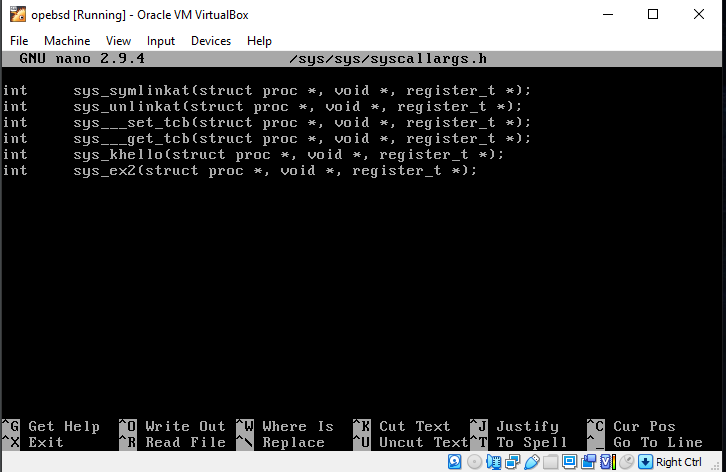 opebsd [Running] - Oracle VM VirtualBox
File Machine View Input Devices Help
GNU nano 2.9.4 /sys/sys/syscallargs.h
int sys_symlinkat(struct proc *, void *, register_t *);
int sys_unlinkat(struct proc *, void *, register_t *);
int sys___set_tcb(struct proc *, void *, register_t *);
int sys___get_tcb(struct proc *, void *, register_t *);
int sys_khello(struct proc *, void *, register_t *);
int sys_ex2(struct proc *, void *, register_t *);
^G Get Help ^O Write Out ^W Where Is ^K Cut Text ^J Justify ^C Cur Pos
^X Exit ^R Read File ^\ Replace ^U Uncut Text ^T To Spell ^_ Go To Line
Right Ctrl